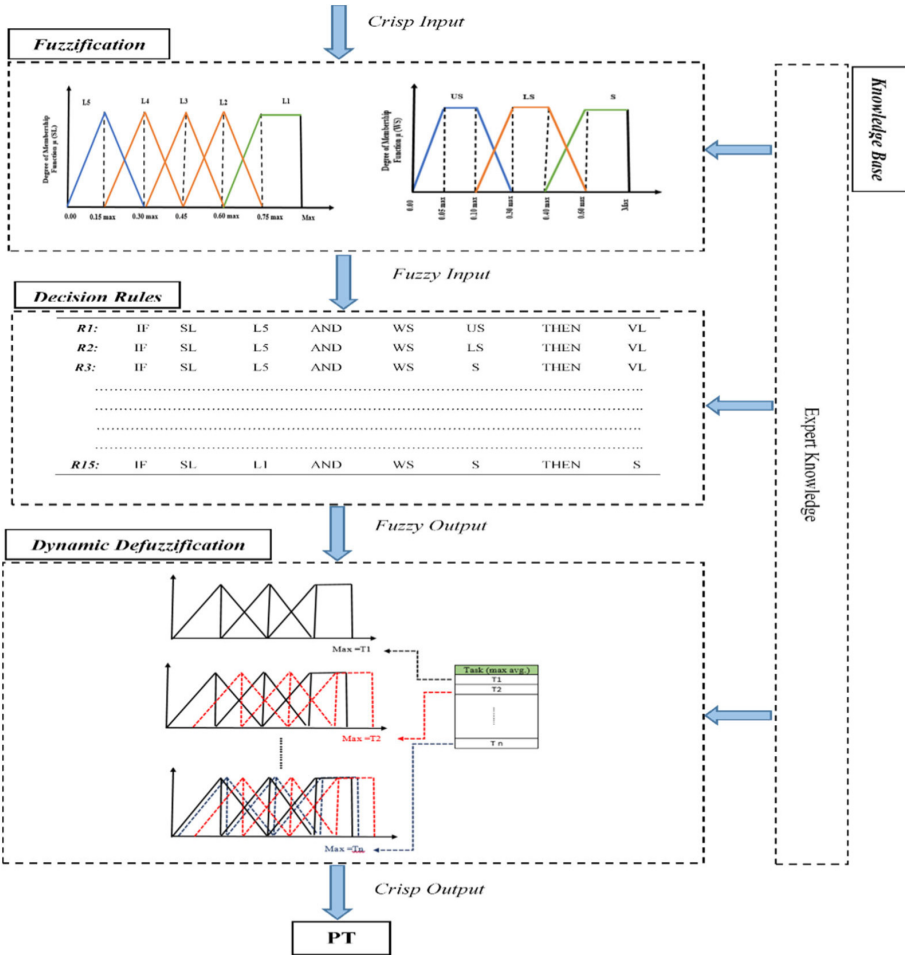 Crisp Input
Fuzzification
Knowledge Base
Expert Knowledge
Degree of Membership
Function μ (SL)
L5 L4 L3 L2 L1
0.00 0.15 max 0.30 max 0.45 0.60 max 0.75 max Max
Degree of Membership
Function μ (WS)
US LS S
0.00 0.05 max 0.10 max 0.30 max 0.40 max 0.60 max Max
Fuzzy Input
Decision Rules
R1: IF SL L5 AND WS US THEN VL
R2: IF SL L5 AND WS LS THEN VL
R3: IF SL L5 AND WS S THEN VL
R15: IF SL L1 AND WS S THEN S
Fuzzy Output
Dynamic Defuzzification
Max =T1
Task (max avg.)
T1
T2
Max =T2
T n
Max =Tn
Crisp Output
PT